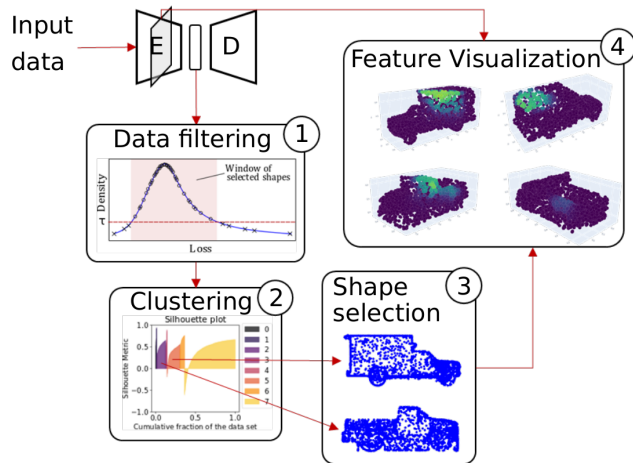 Input
data
E
D
Feature Visualization
4
Data filtering
1
Window of
selected shapes
Density
τ
Loss
Clustering
2
Silhouette plot
Silhouette Metric
1.0
0.5
0.0
−0.5
−1.0
0
1
2
3
4
5
6
7
0.0
0.5
1.0
Cumulative fraction of the data set
Shape
selection
3